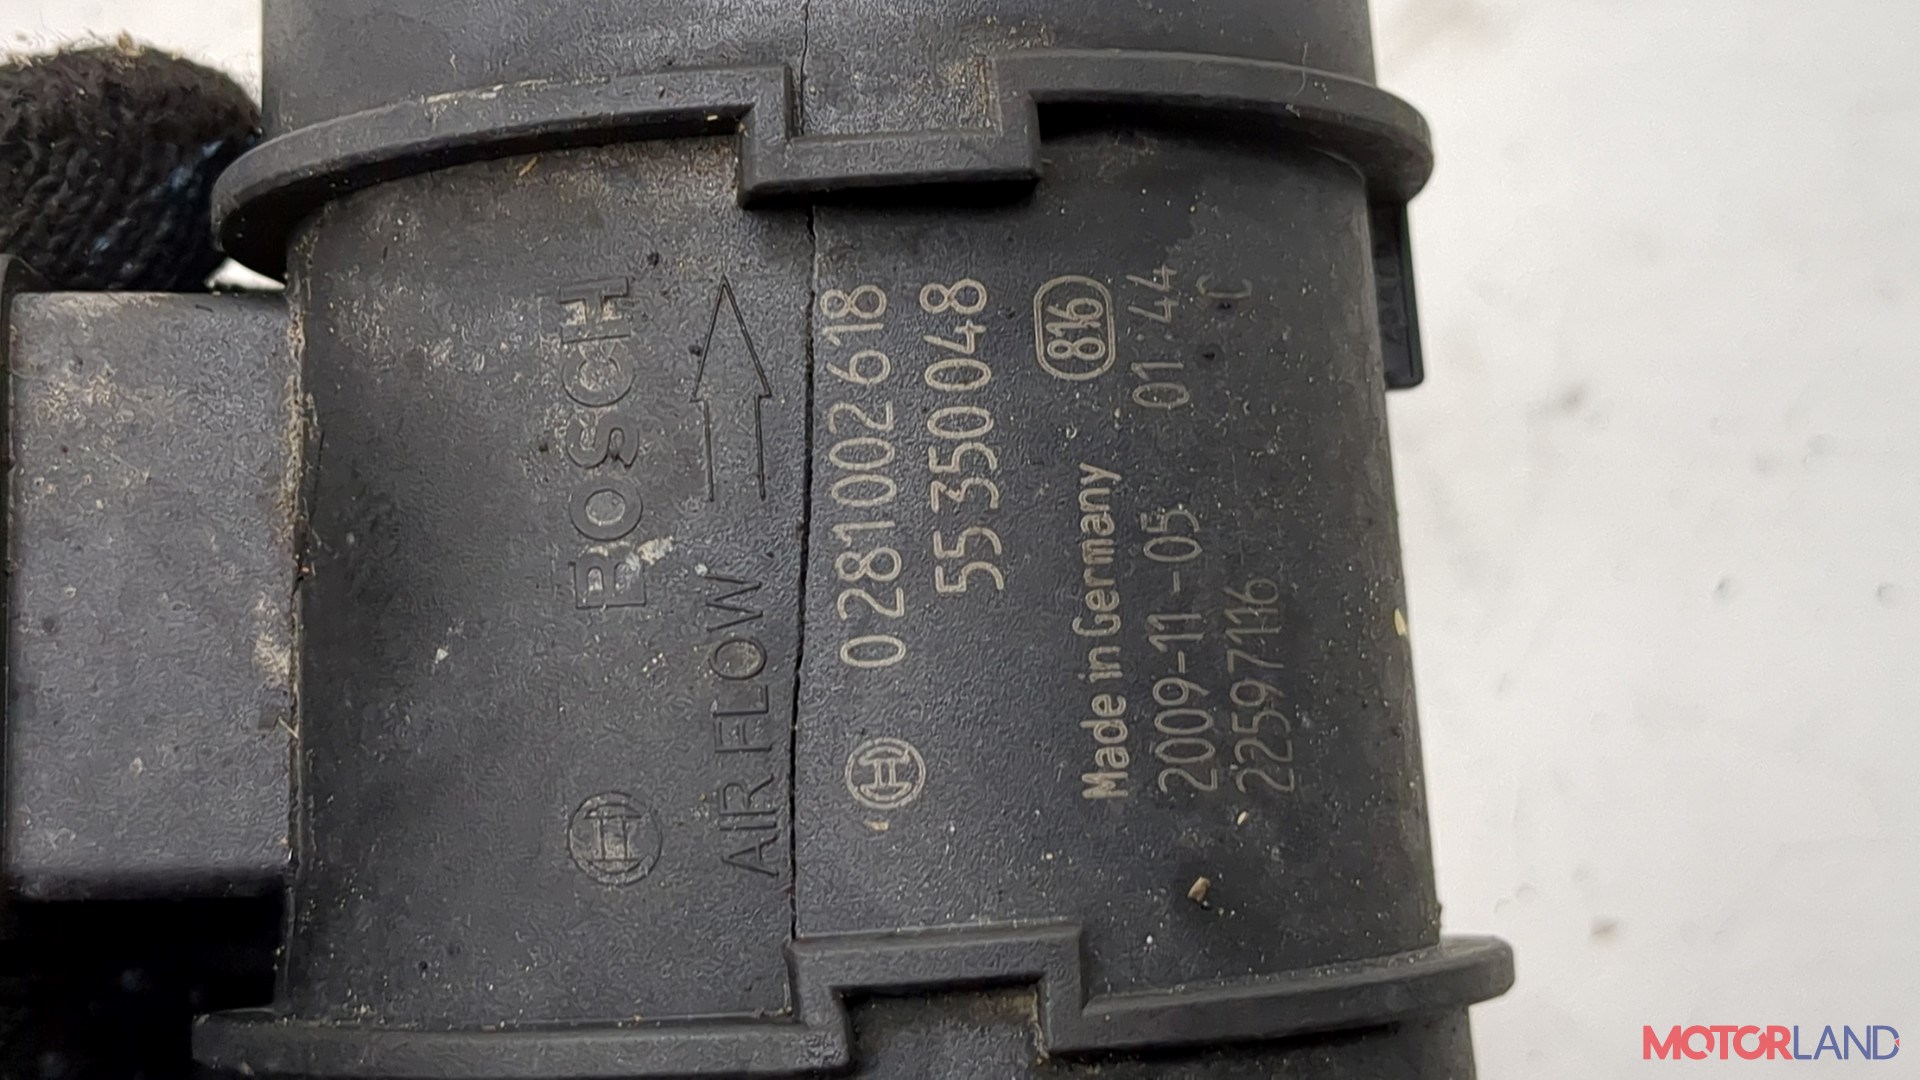 BOSCH
AIR FLOW
0281002618
55350048
816
Made in Germany
2009-11-05 01:44
22597116 C
MOTORLAND